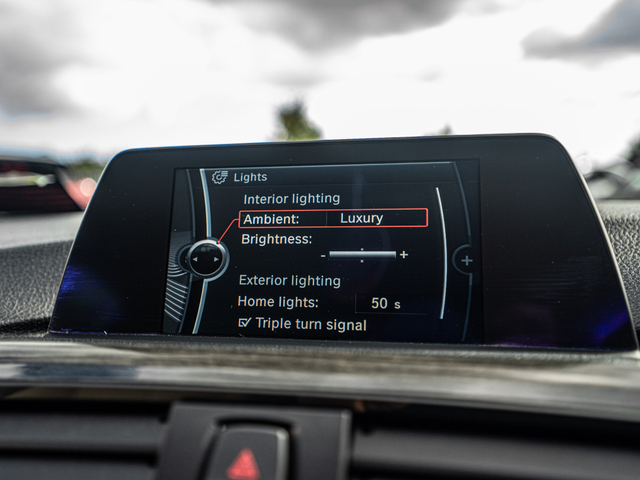 Lights
Interior lighting
Ambient: Luxury
Brightness:
- +
Exterior lighting
Home lights: 50 s
Triple turn signal